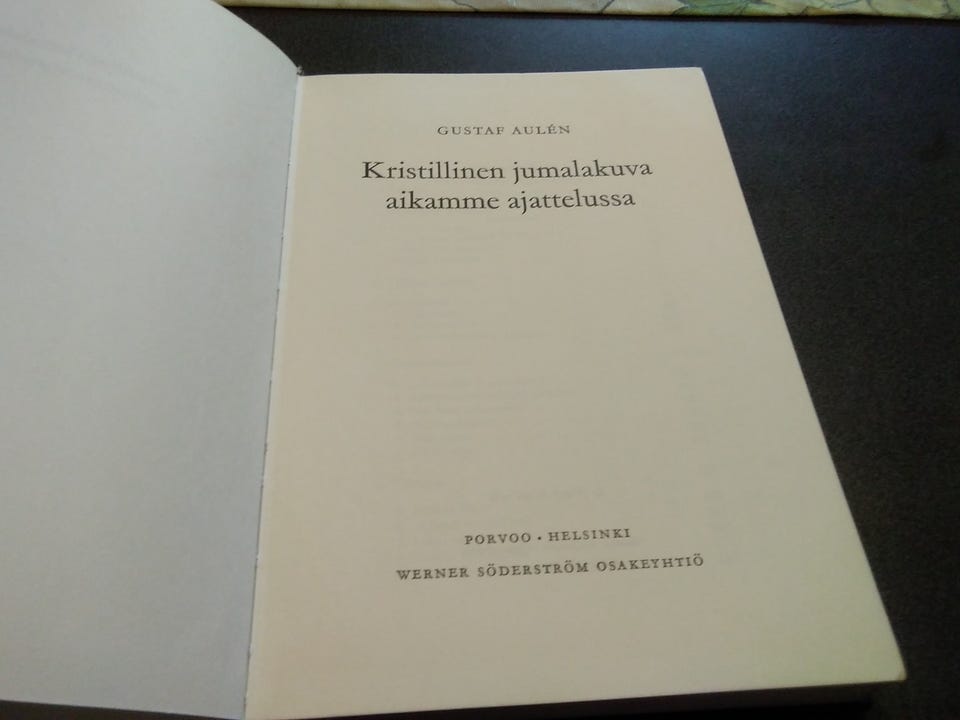 GUSTAF AULÉN
Kristillinen jumalakuva
aikamme ajattelussa
PORVOO • HELSINKI
WERNER SÖDERSTRÖM OSAKEYHTIÖ